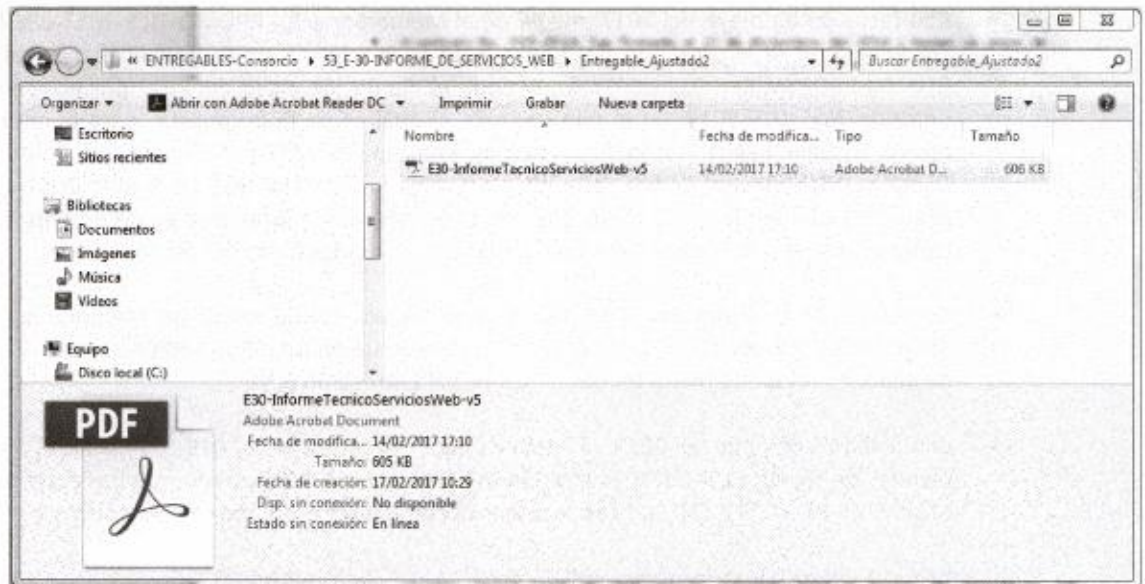 « ENTREGABLES-Consorcio ▸ 53_E-30-INFORME_DE_SERVICIOS_WEB ▸ Entregable_Ajustado2
Buscar Entregable_Ajustado2
Organizar Abrir con Adobe Acrobat Reader DC Imprimir Grabar Nueva carpeta
Escritorio
Sitios recientes
Bibliotecas
Documentos
Imágenes
Música
Vídeos
Equipo
Disco local (C:)
Nombre Fecha de modifica... Tipo Tamaño
E30-InformeTecnicoServiciosWeb-v5 14/02/2017 17:10 Adobe Acrobat D... 606 KB
PDF
E30-InformeTecnicoServiciosWeb-v5
Adobe Acrobat Document
Fecha de modifica... 14/02/2017 17:10
Tamaño: 605 KB
Fecha de creación: 17/02/2017 10:29
Disp. sin conexión: No disponible
Estado sin conexión: En línea